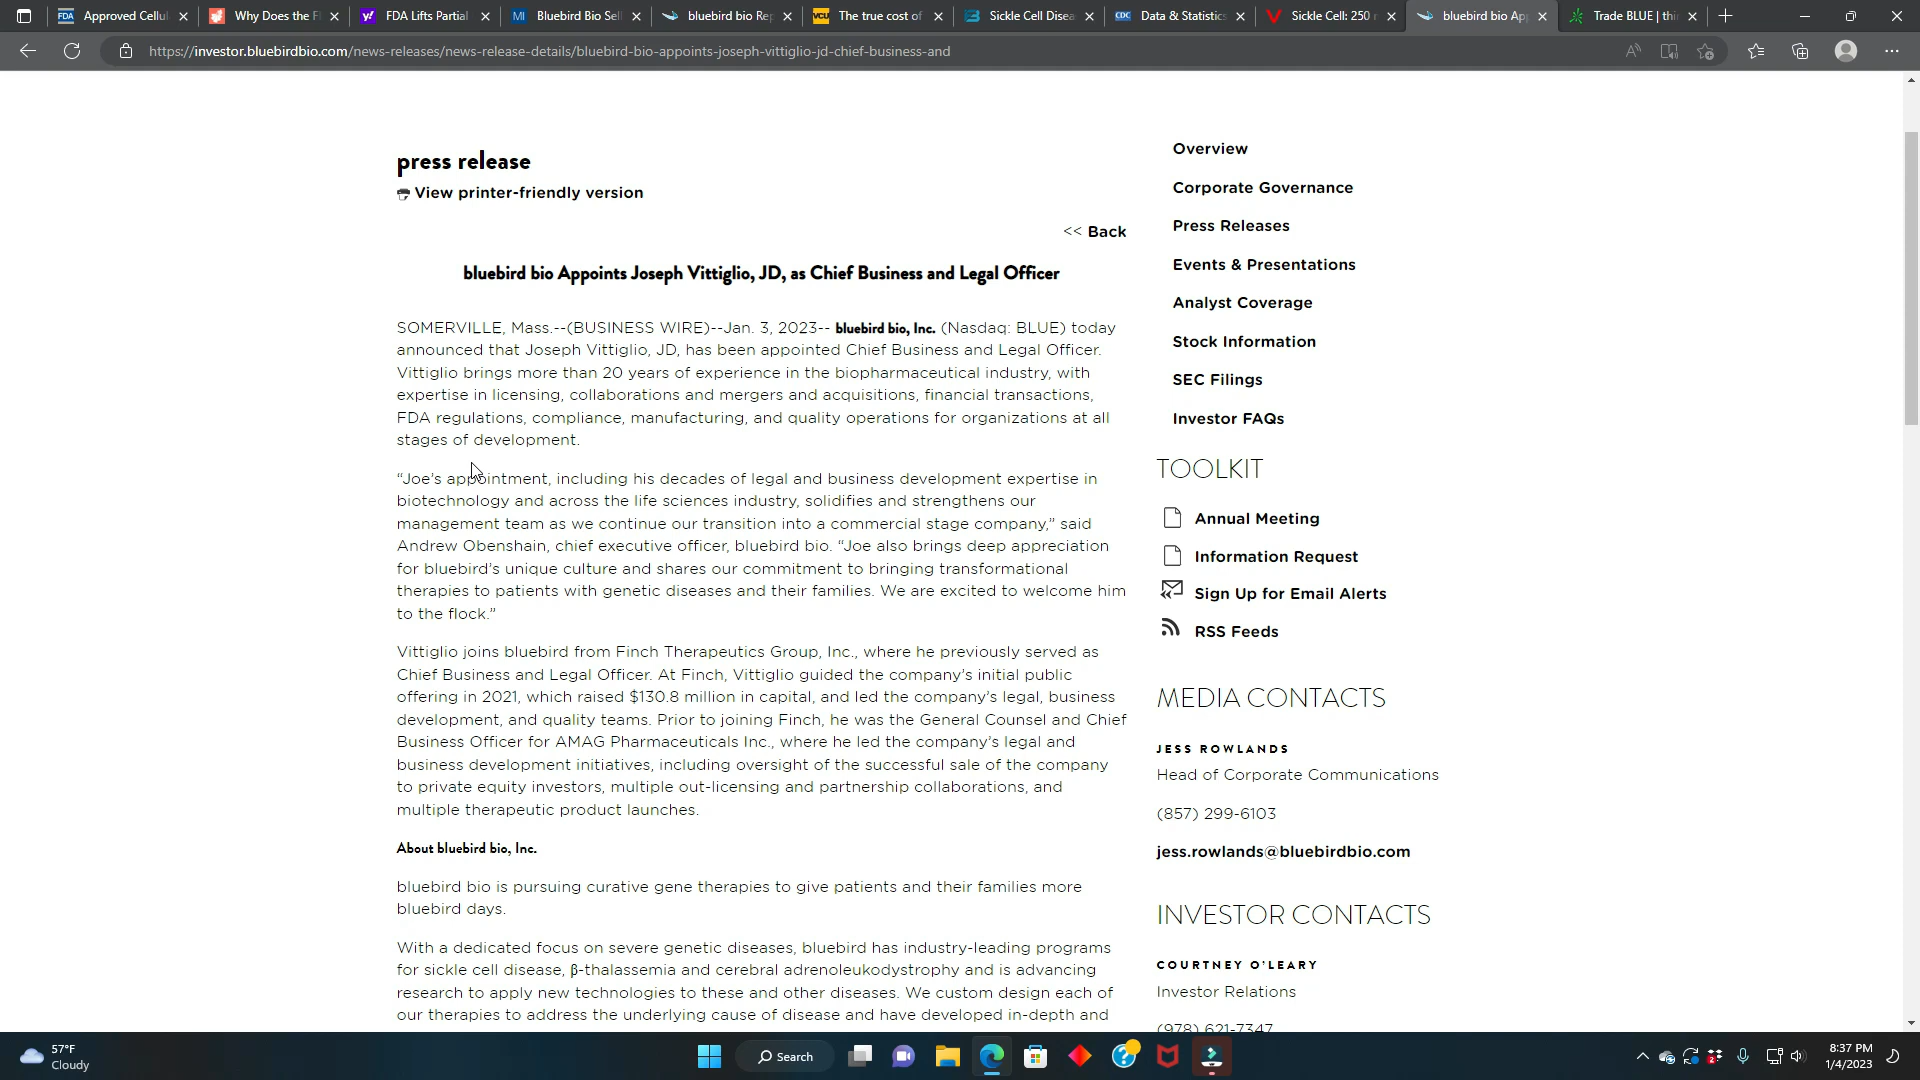 Approved Cellul
Why Does the F
FDA Lifts Partial
Bluebird Bio Sel
bluebird bio Rep
The true cost of
Sickle Cell Disea
Data & Statistics
Sickle Cell: 250
bluebird bio Ap
Trade BLUE | thi
https://investor.bluebirdbio.com/news-releases/news-release-details/bluebird-bio-appoints-joseph-vittiglio-jd-chief-business-and
press release
View printer-friendly version
<< Back
bluebird bio Appoints Joseph Vittiglio, JD, as Chief Business and Legal Officer
SOMERVILLE, Mass.--(BUSINESS WIRE)--Jan. 3, 2023-- bluebird bio, Inc. (Nasdaq: BLUE) today
announced that Joseph Vittiglio, JD, has been appointed Chief Business and Legal Officer.
Vittiglio brings more than 20 years of experience in the biopharmaceutical industry, with
expertise in licensing, collaborations and mergers and acquisitions, financial transactions,
FDA regulations, compliance, manufacturing, and quality operations for organizations at all
stages of development.
“Joe’s appointment, including his decades of legal and business development expertise in
biotechnology and across the life sciences industry, solidifies and strengthens our
management team as we continue our transition into a commercial stage company,” said
Andrew Obenshain, chief executive officer, bluebird bio. “Joe also brings deep appreciation
for bluebird’s unique culture and shares our commitment to bringing transformational
therapies to patients with genetic diseases and their families. We are excited to welcome him
to the flock.”
Vittiglio joins bluebird from Finch Therapeutics Group, Inc., where he previously served as
Chief Business and Legal Officer. At Finch, Vittiglio guided the company’s initial public
offering in 2021, which raised $130.8 million in capital, and led the company’s legal, business
development, and quality teams. Prior to joining Finch, he was the General Counsel and Chief
Business Officer for AMAG Pharmaceuticals Inc., where he led the company’s legal and
business development initiatives, including oversight of the successful sale of the company
to private equity investors, multiple out-licensing and partnership collaborations, and
multiple therapeutic product launches.
About bluebird bio, Inc.
bluebird bio is pursuing curative gene therapies to give patients and their families more
bluebird days.
With a dedicated focus on severe genetic diseases, bluebird has industry-leading programs
for sickle cell disease, β-thalassemia and cerebral adrenoleukodystrophy and is advancing
research to apply new technologies to these and other diseases. We custom design each of
our therapies to address the underlying cause of disease and have developed in-depth and
Overview
Corporate Governance
Press Releases
Events & Presentations
Analyst Coverage
Stock Information
SEC Filings
Investor FAQs
TOOLKIT
Annual Meeting
Information Request
Sign Up for Email Alerts
RSS Feeds
MEDIA CONTACTS
JESS ROWLANDS
Head of Corporate Communications
(857) 299-6103
jess.rowlands@bluebirdbio.com
INVESTOR CONTACTS
COURTNEY O’LEARY
Investor Relations
(978) 621-7347
57°F
Cloudy
Search
8:37 PM
1/4/2023